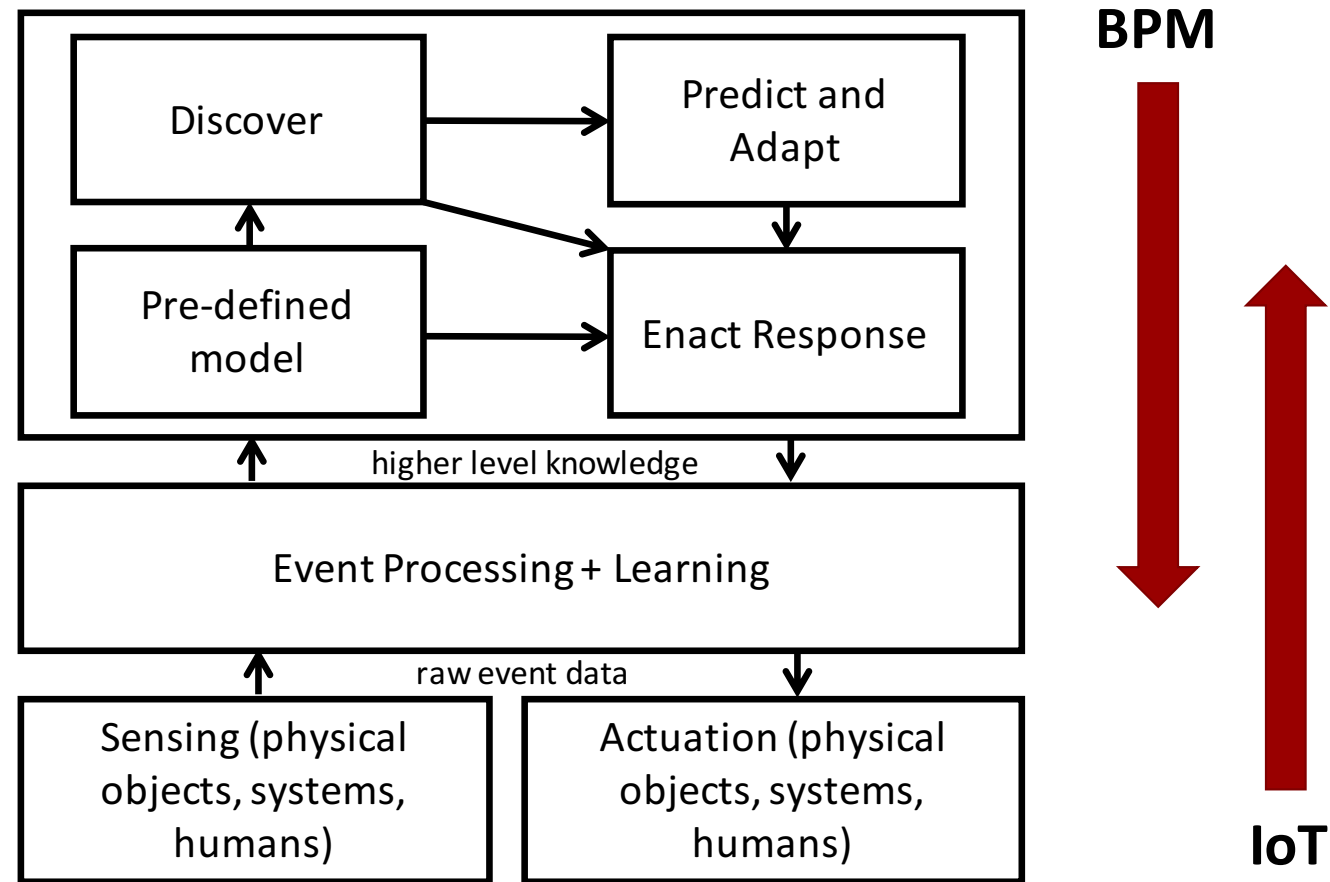 BPM
Discover
Predict and
Adapt
Pre-defined
model
Enact Response
higher level knowledge
Event Processing + Learning
raw event data
Sensing (physical
objects, systems,
humans)
Actuation (physical
objects, systems,
humans)
IoT